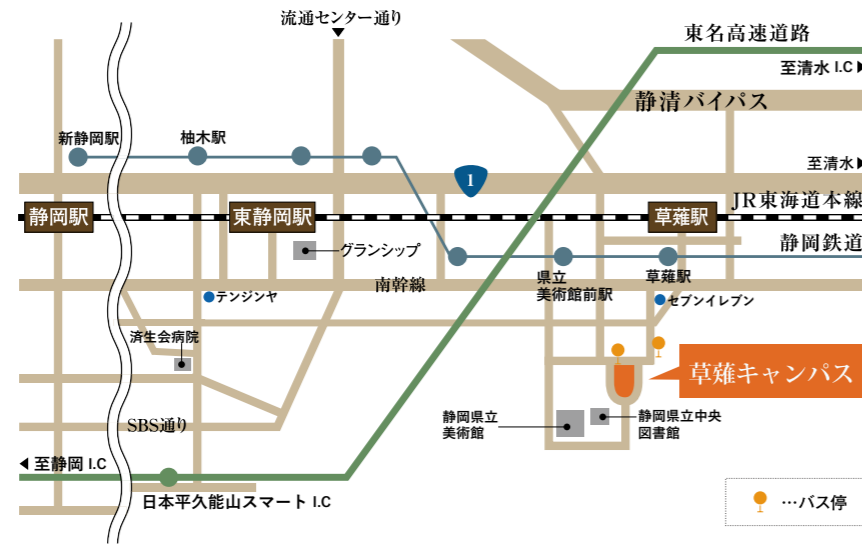 流通センター通り
東名高速道路
至清水 I.C
静清バイパス
新静岡駅
柚木駅
1
至清水
静岡駅
東静岡駅
草薙駅
JR東海道本線
グランシップ
静岡鉄道
南幹線
県立
美術館前駅
草薙駅
テンジンヤ
セブンイレブン
済生会病院
草薙キャンパス
SBS通り
静岡県立
美術館
静岡県立中央
図書館
至静岡 I.C
日本平久能山スマート I.C
…バス停